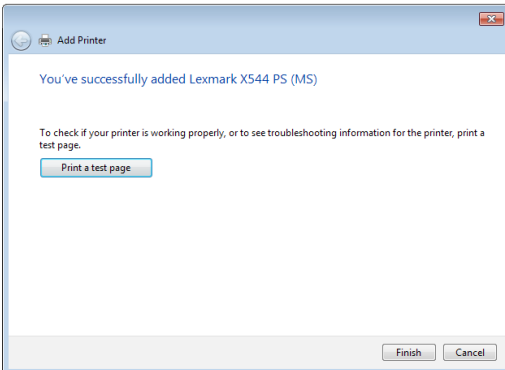 Add Printer
You've successfully added Lexmark X544 PS (MS)
To check if your printer is working properly, or to see troubleshooting information for the printer, print a
test page.
Print a test page
Finish Cancel